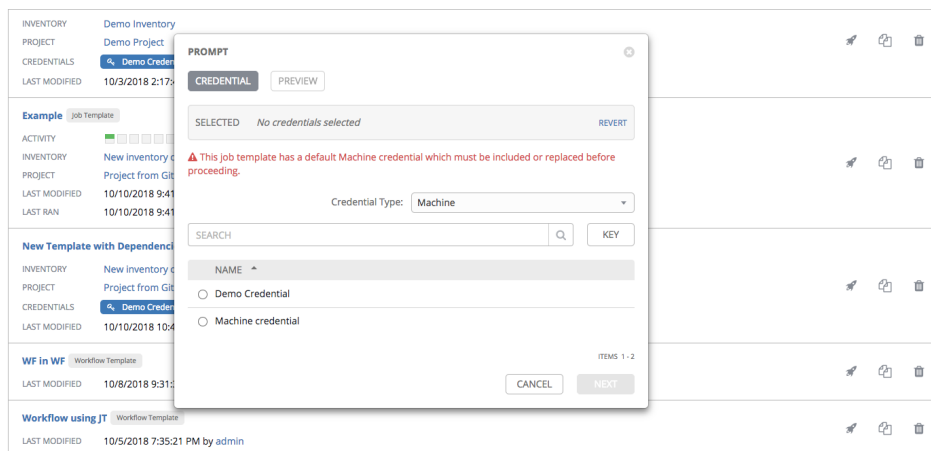 INVENTORY Demo Inventory
PROJECT Demo Project
CREDENTIALS Demo Creden
LAST MODIFIED 10/3/2018 2:17:
Example Job Template
ACTIVITY
INVENTORY New inventory
PROJECT Project from Git
LAST MODIFIED 10/10/2018 9:41
LAST RAN 10/10/2018 9:41
New Template with Dependenci
INVENTORY New inventory
PROJECT Project from Git
CREDENTIALS Demo Creden
LAST MODIFIED 10/10/2018 10:4
WF in WF Workflow Template
LAST MODIFIED 10/8/2018 9:31:
Workflow using JT Workflow Template
LAST MODIFIED 10/5/2018 7:35:21 PM by admin
PROMPT
CREDENTIAL PREVIEW
SELECTED No credentials selected REVERT
This job template has a default Machine credential which must be included or replaced before
proceeding.
Credential Type: Machine
SEARCH KEY
NAME
Demo Credential
Machine credential
ITEMS 1 - 2
CANCEL NEXT